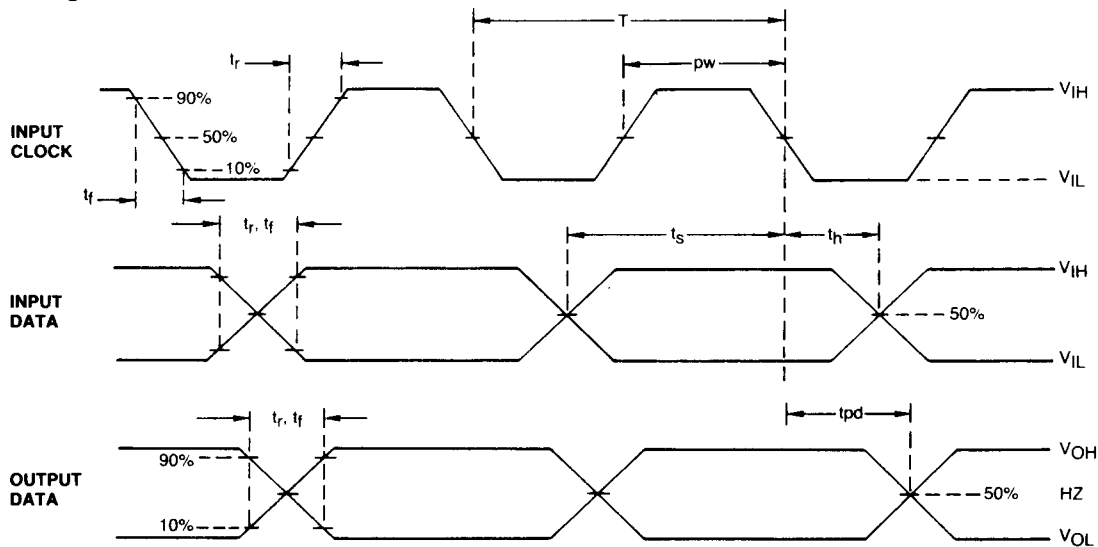 T
tr
pw
90%
VIH
INPUT
CLOCK
50%
10%
VIL
tf
tr, tf
ts
th
VIH
INPUT
DATA
50%
VIL
tr, tf
tpd
90%
VOH
OUTPUT
DATA
50%
HZ
10%
VOL